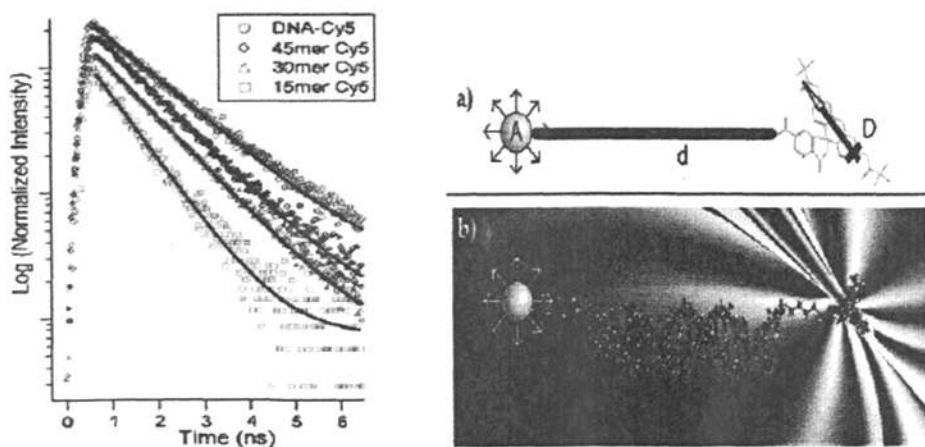 DNA-Cy5
45mer Cy5
30mer Cy5
15mer Cy5
Log (Normalized Intensity)
0 1 2 3 4 5 6
Time (ns)
a)
A
d
D
b)